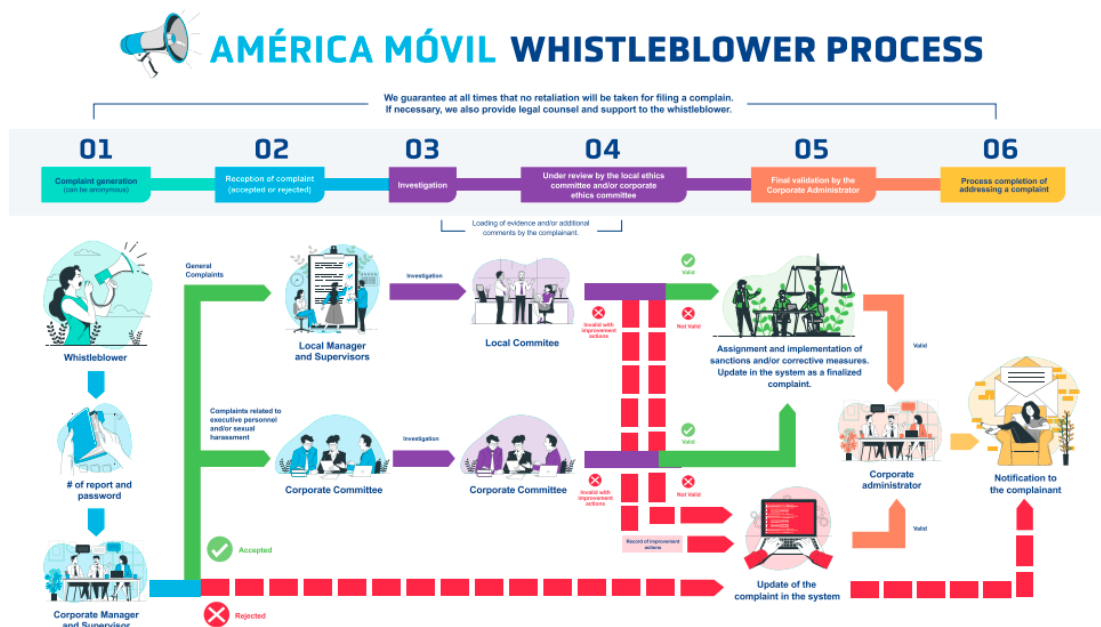 AMÉRICA MÓVIL WHISTLEBLOWER PROCESS
We guarantee at all times that no retaliation will be taken for filing a complain.
If necessary, we also provide legal counsel and support to the whistleblower.
01
Complaint generation
(can be anonymous)
02
Reception of complaint
(accepted or rejected)
03
Investigation
04
Under review by the local ethics
committee and/or corporate
ethics committee
05
Final validation by the
Corporate Administrator
06
Process completion of
addressing a complaint
Loading of evidence and/or additional
comments by the complainant.
Whistleblower
# of report and
password
Corporate Manager
and Supervisor
General
Complaints
Local Manager
and Supervisors
Investigation
Local Commitee
Invalid with
improvement
actions
Valid
Not Valid
Assignment and implementation of
sanctions and/or corrective measures.
Update in the system as a finalized
complaint.
Valid
Complaints related to
executive personnel
and/or sexual
harassment
Corporate Committee
Investigation
Corporate Committee
Invalid with
improvement
actions
Valid
Not Valid
Record of improvement
actions
Corporate
administrator
Valid
Notification to
the complainant
Accepted
Rejected
Update of the
complaint in the system